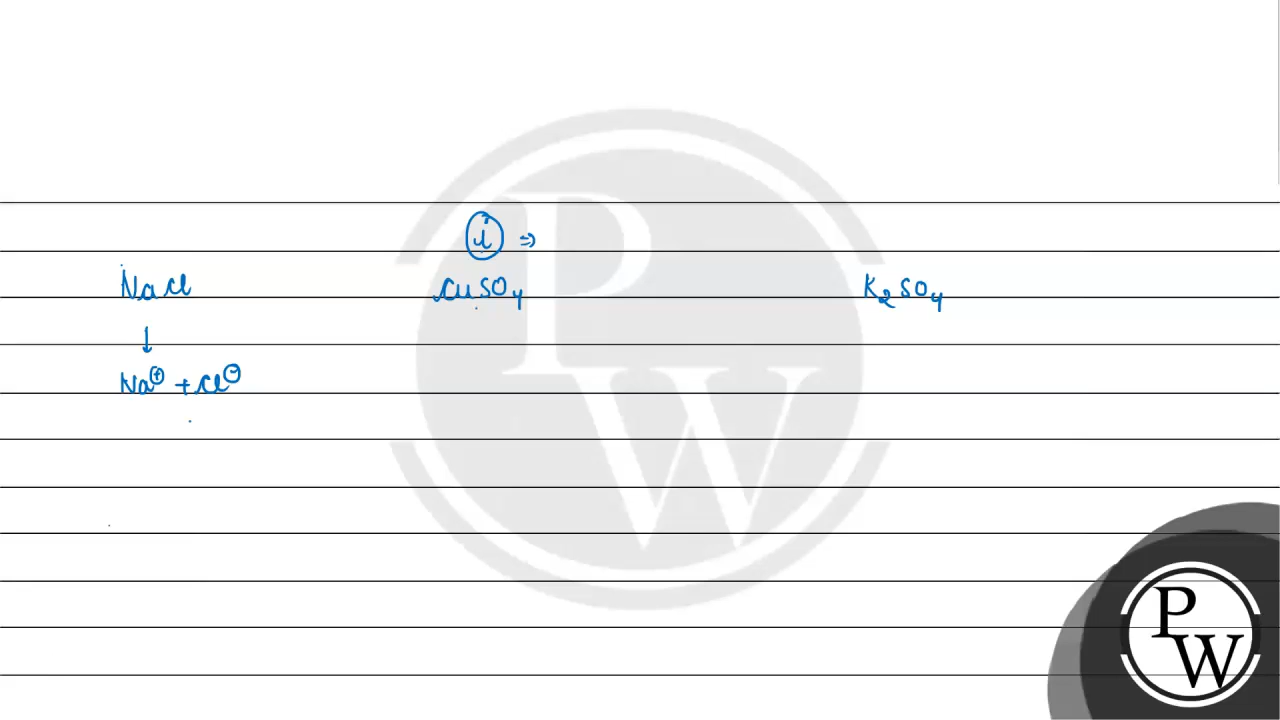 i ⇒
NaCl CuSO₄ K₂SO₄
↓
Na⊕ + Cl⊖
P
W
P
W